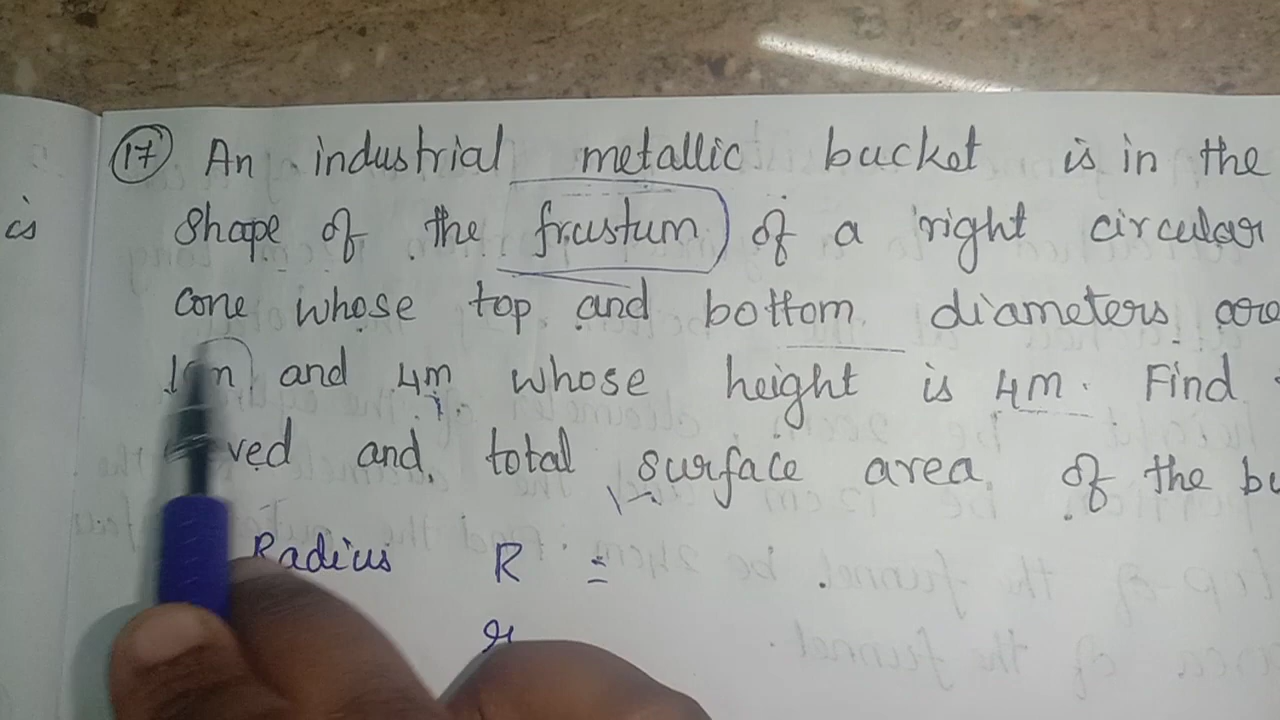 17 An industrial metallic bucket is in the
is shape of the frustum of a right circular
cone whose top and bottom diameters are
and 4m whose height is 4m. Find
and total surface area of the
Radius R =
r